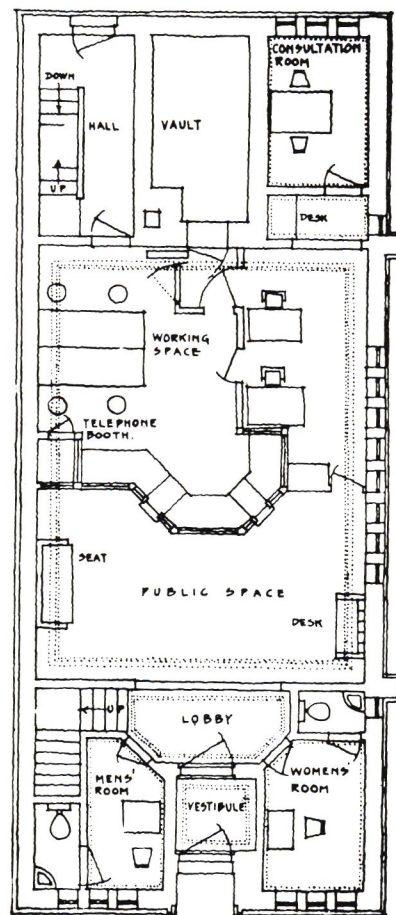 CONSULTATION
ROOM
DOWN
HALL
VAULT
UP
DESK
WORKING
SPACE
TELEPHONE
BOOTH.
SEAT
PUBLIC SPACE
DESK
UP
LOBBY
MENS'
ROOM
VESTIBULE
WOMENS'
ROOM